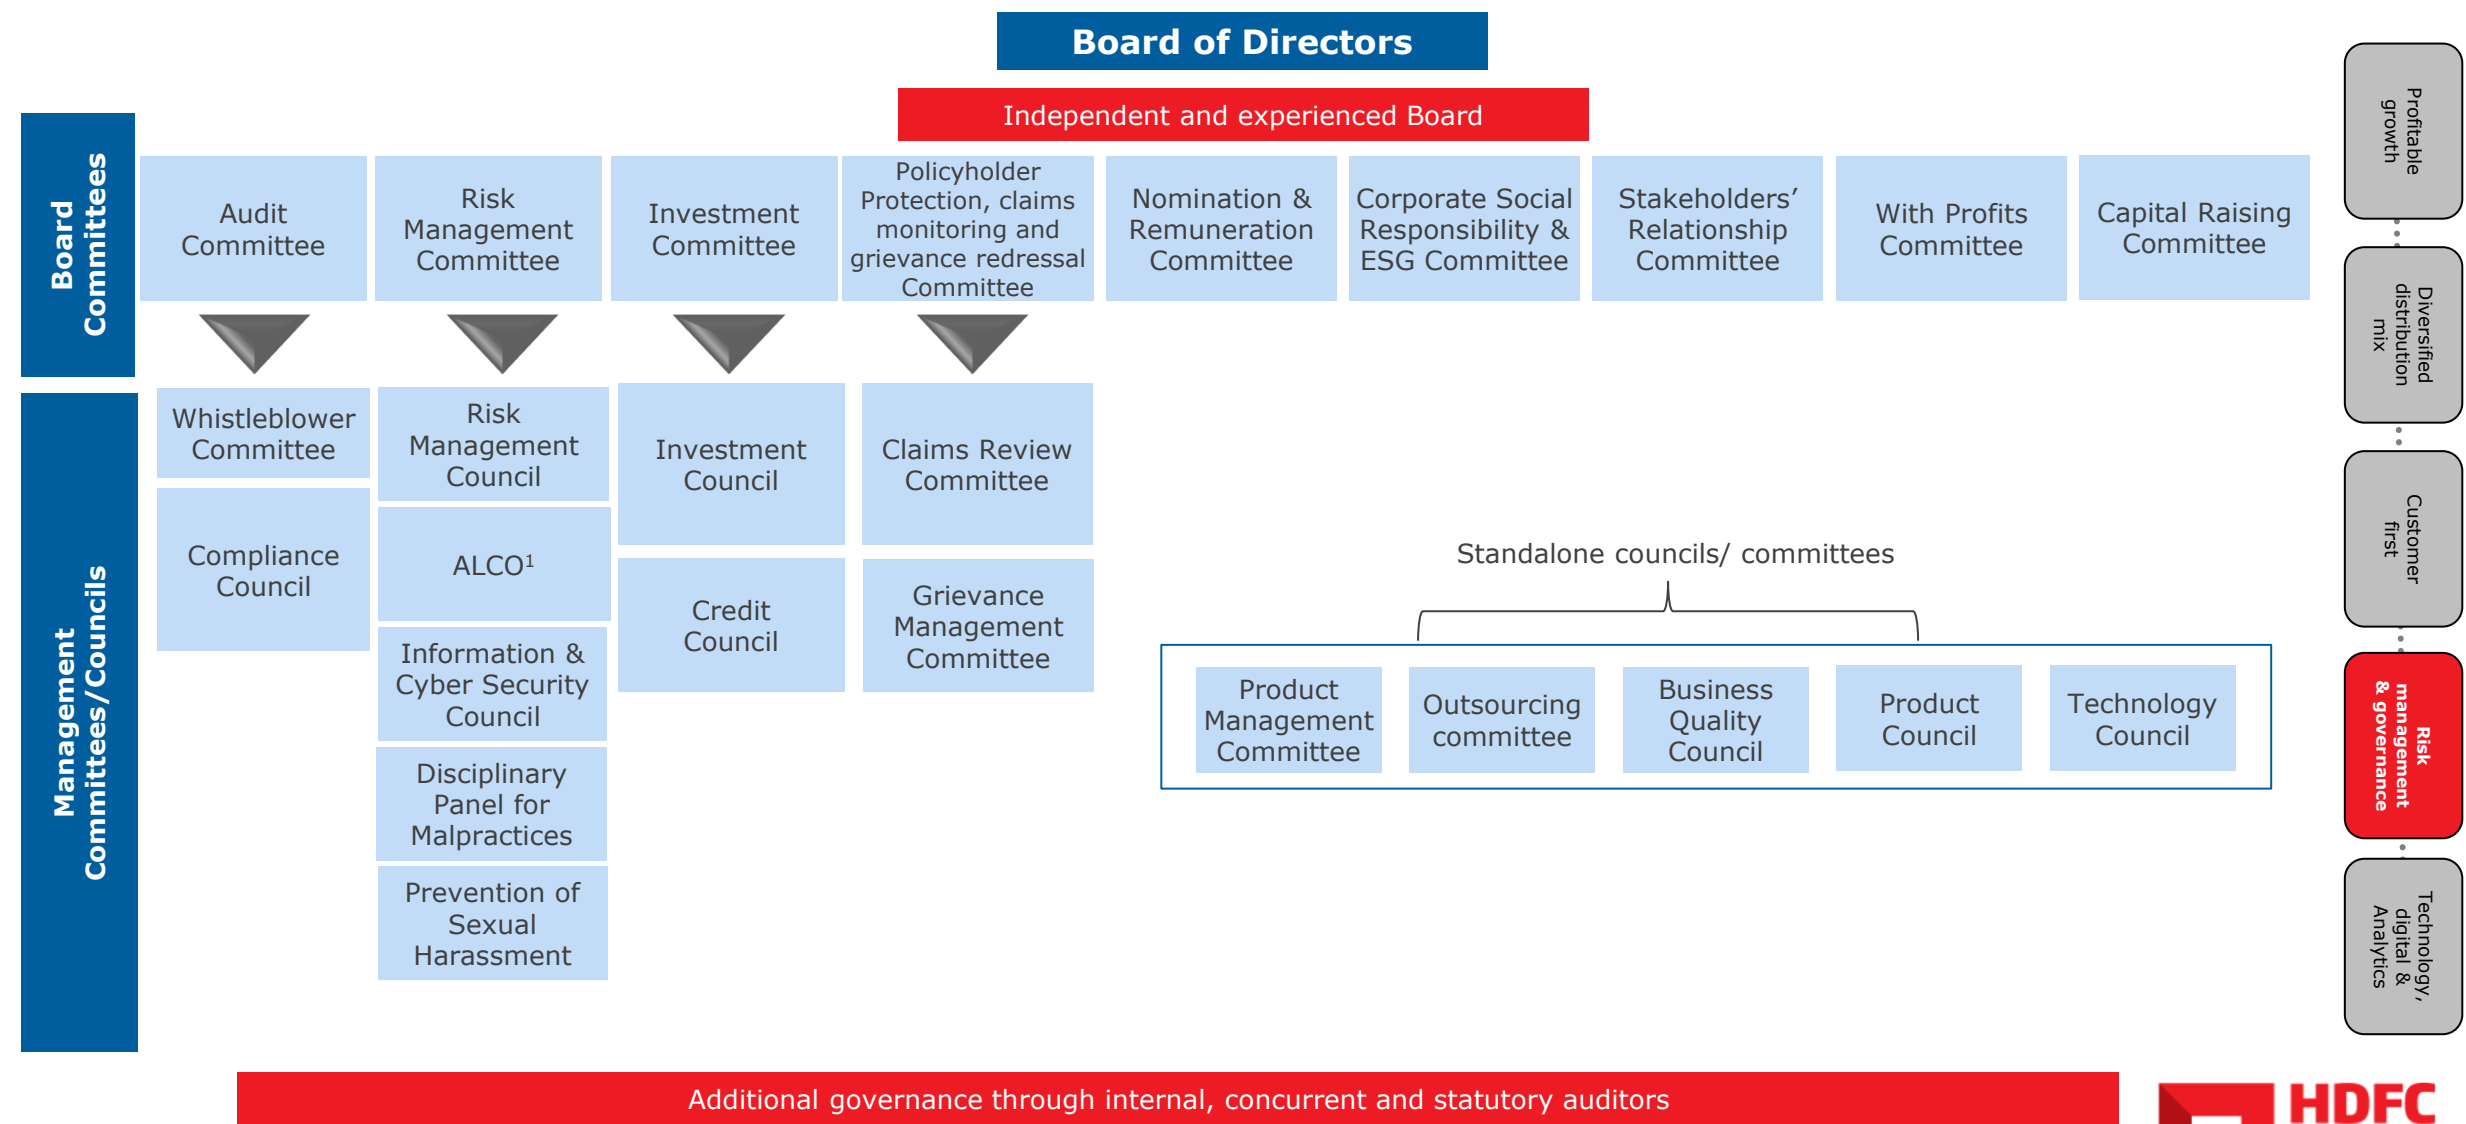 Board of Directors
Independent and experienced Board
Board
Committees
Audit
Committee
Risk
Management
Committee
Investment
Committee
Policyholder
Protection, claims
monitoring and
grievance redressal
Committee
Nomination &
Remuneration
Committee
Corporate Social
Responsibility &
ESG Committee
Stakeholders’
Relationship
Committee
With Profits
Committee
Capital Raising
Committee
Management
Committees/Councils
Whistleblower
Committee
Compliance
Council
Risk
Management
Council
ALCO¹
Information &
Cyber Security
Council
Disciplinary
Panel for
Malpractices
Prevention of
Sexual
Harassment
Investment
Council
Credit
Council
Claims Review
Committee
Grievance
Management
Committee
Standalone councils/ committees
Product
Management
Committee
Outsourcing
committee
Business
Quality
Council
Product
Council
Technology
Council
Profitable
growth
Diversified
distribution
mix
Customer
first
Risk
management
& governance
Technology,
digital &
Analytics
Additional governance through internal, concurrent and statutory auditors
HDFC